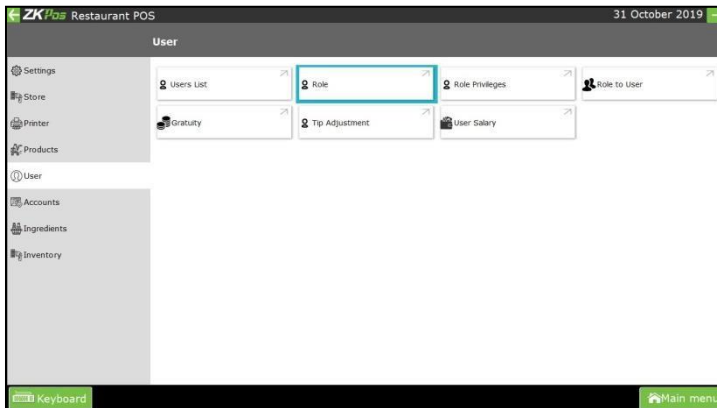 ZKPos Restaurant POS 31 October 2019
User
Settings
Store
Printer
Products
User
Accounts
Ingredients
Inventory
Users List Role Role Privileges Role to User
Gratuity Tip Adjustment User Salary
Keyboard Main menu